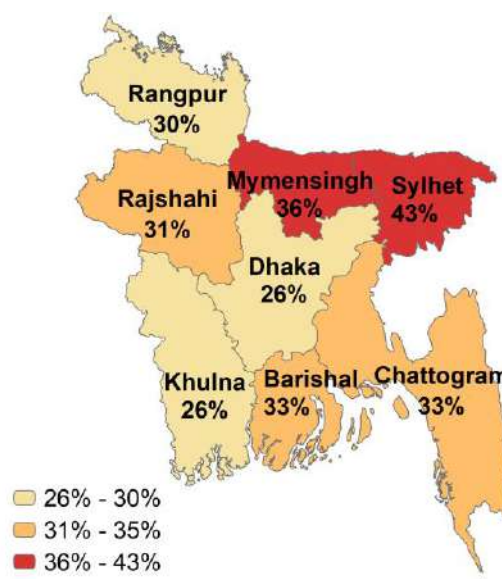 Rangpur
30%
Mymensingh
36%
Sylhet
43%
Rajshahi
31%
Dhaka
26%
Khulna
26%
Barishal
33%
Chattogram
33%
26% - 30%
31% - 35%
36% - 43%